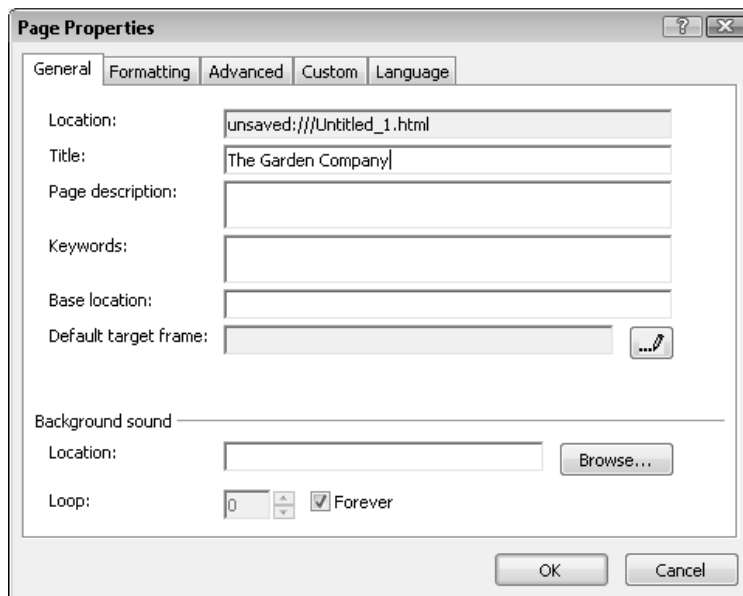 Page Properties
General Formatting Advanced Custom Language
Location: unsaved:///Untitled_1.html
Title: The Garden Company
Page description:
Keywords:
Base location:
Default target frame: ...
Background sound
Location: Browse...
Loop: 0 Forever
OK Cancel